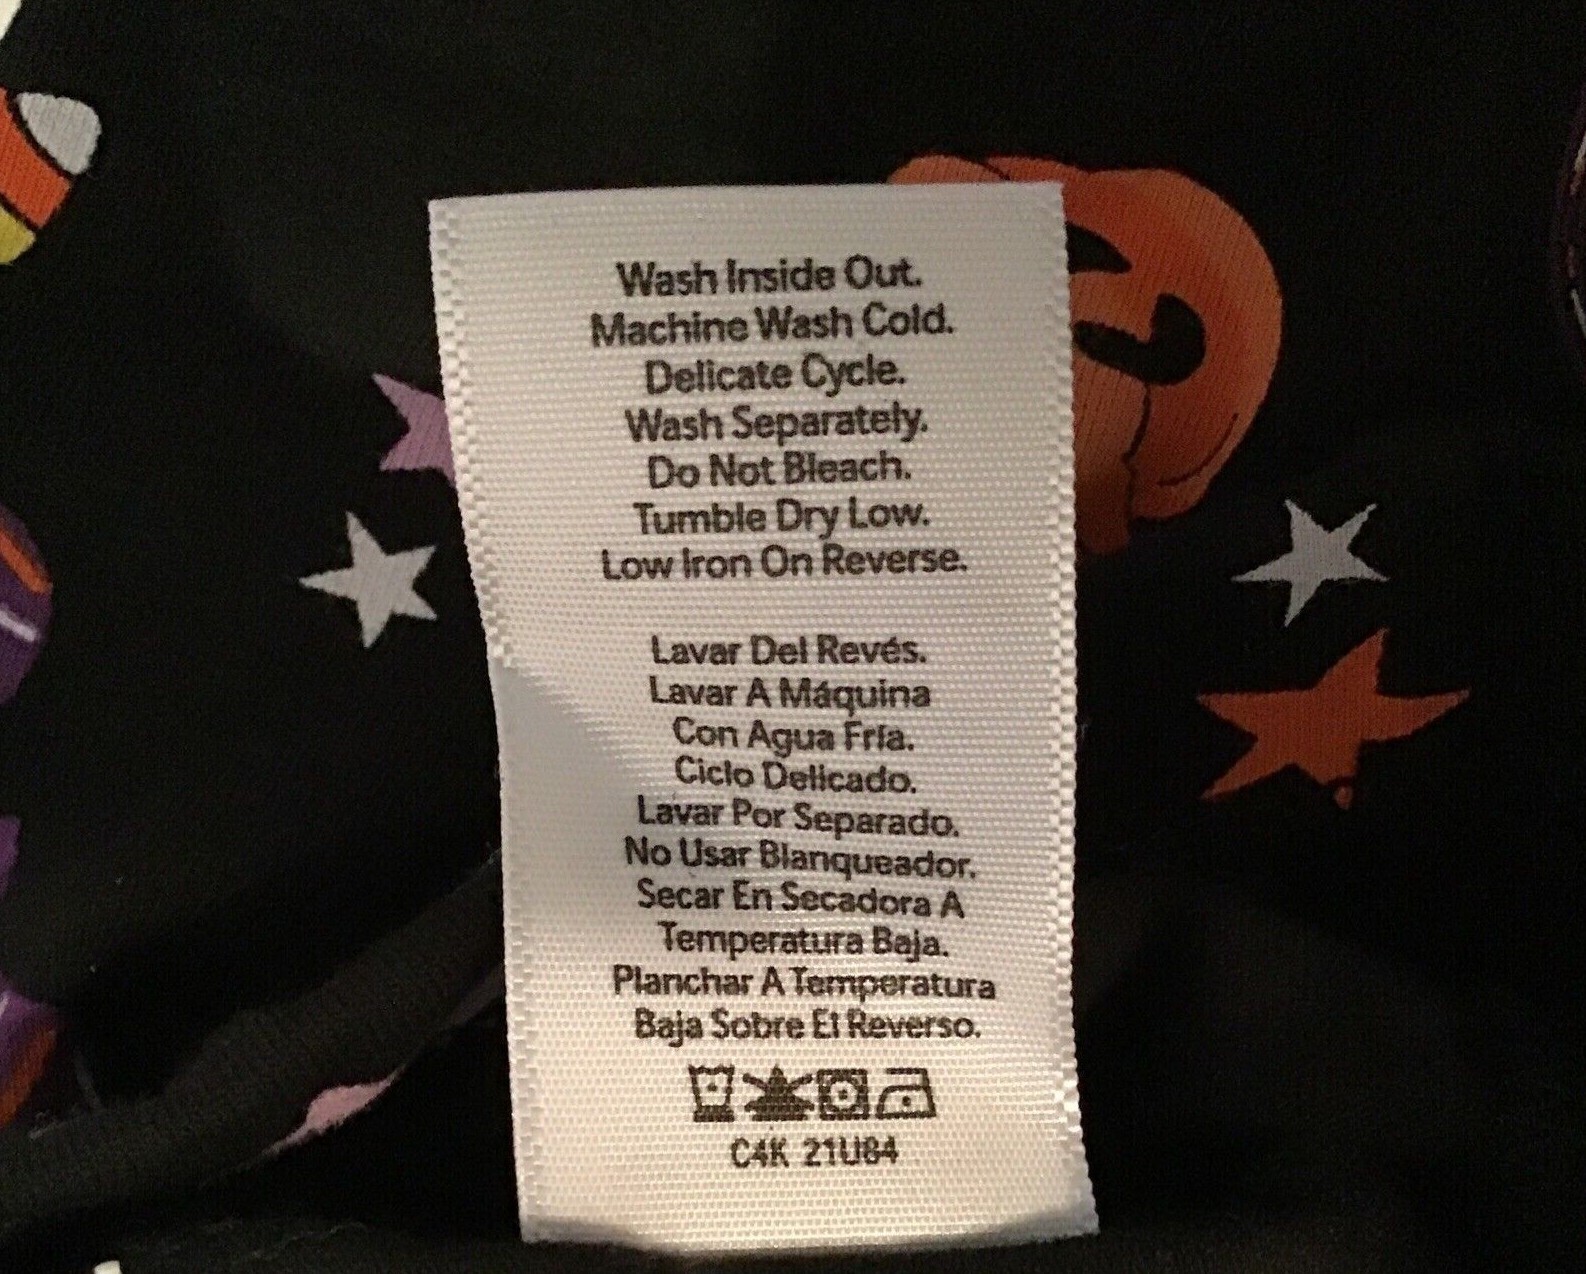 Wash Inside Out.
Machine Wash Cold.
Delicate Cycle.
Wash Separately.
Do Not Bleach.
Tumble Dry Low.
Low Iron On Reverse.
Lavar Del Revés.
Lavar A Máquina
Con Agua Fría.
Ciclo Delicado.
Lavar Por Separado.
No Usar Blanqueador.
Secar En Secadora A
Temperatura Baja.
Planchar A Temperatura
Baja Sobre El Reverso.
C4K 21U84